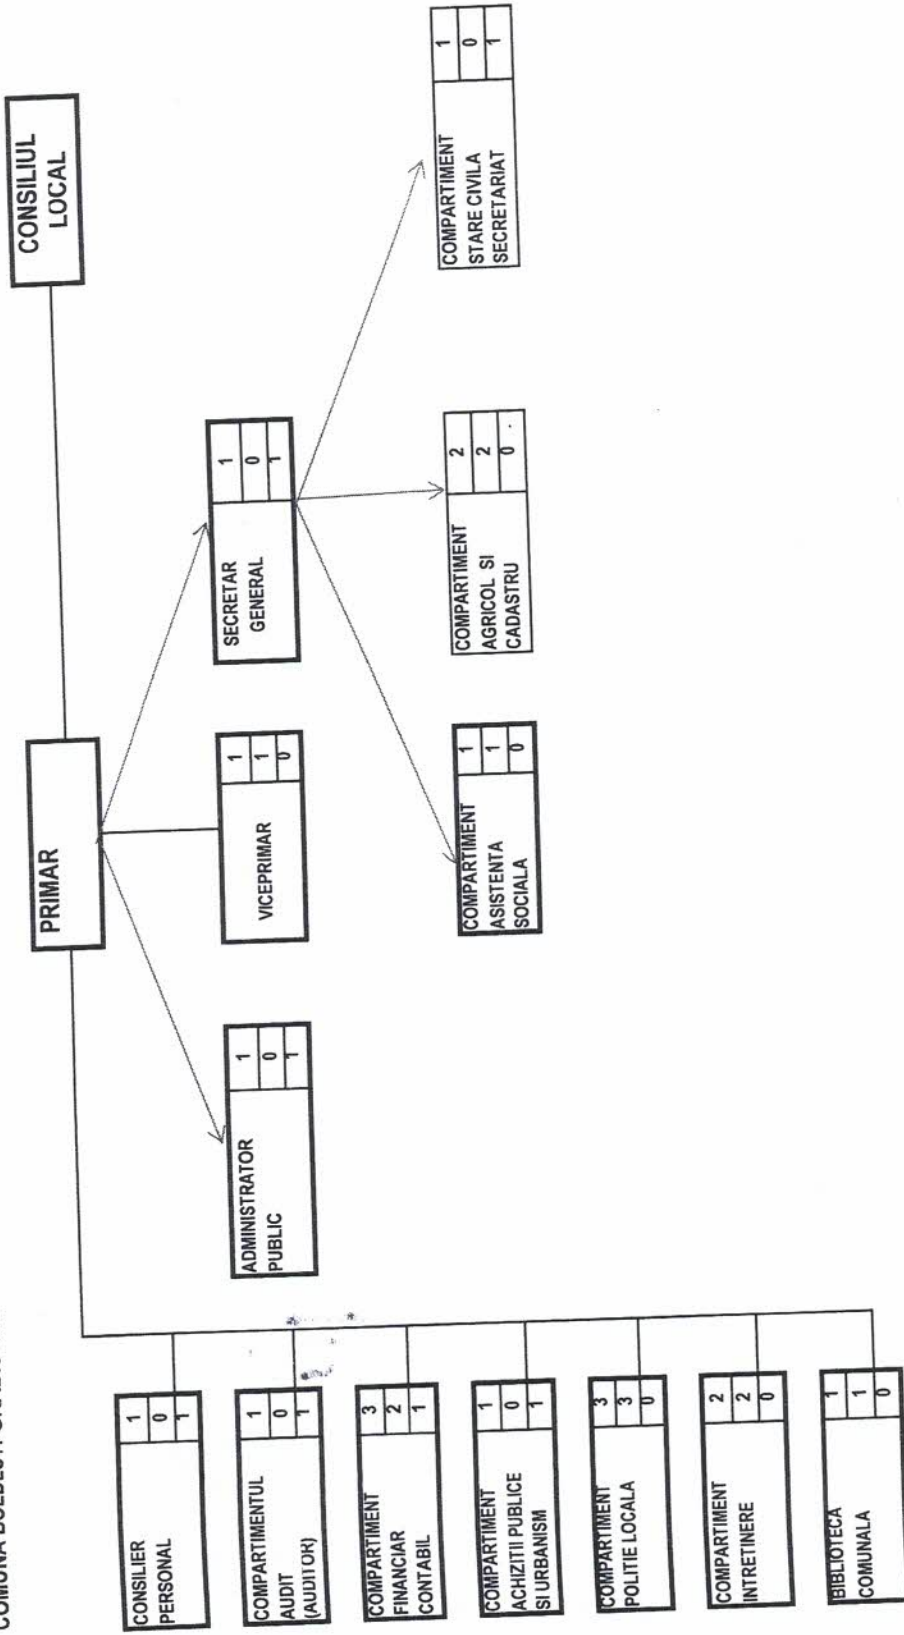 CONSILIUL
LOCAL
PRIMAR
ADMINISTRATOR
PUBLIC
1
0
1
VICEPRIMAR
1
1
0
SECRETAR
GENERAL
1
0
1
COMPARTIMENT
ASISTENTA
SOCIALA
1
1
0
COMPARTIMENT
AGRICOL SI
CADASTRU
2
2
0
COMPARTIMENT
STARE CIVILA
SECRETARIAT
1
0
1
CONSILIER
PERSONAL
1
0
1
COMPARTIMENTUL
AUDIT
(AUDITOR)
1
0
1
COMPARTIMENT
FINANCIAR
CONTABIL
3
2
1
COMPARTIMENT
ACHIZITII PUBLICE
SI URBANISM
1
0
1
COMPARTIMENT
POLITIE LOCALA
3
3
0
COMPARTIMENT
INTRETINERE
2
2
0
BIBLIOTECA
COMUNALA
1
1
0